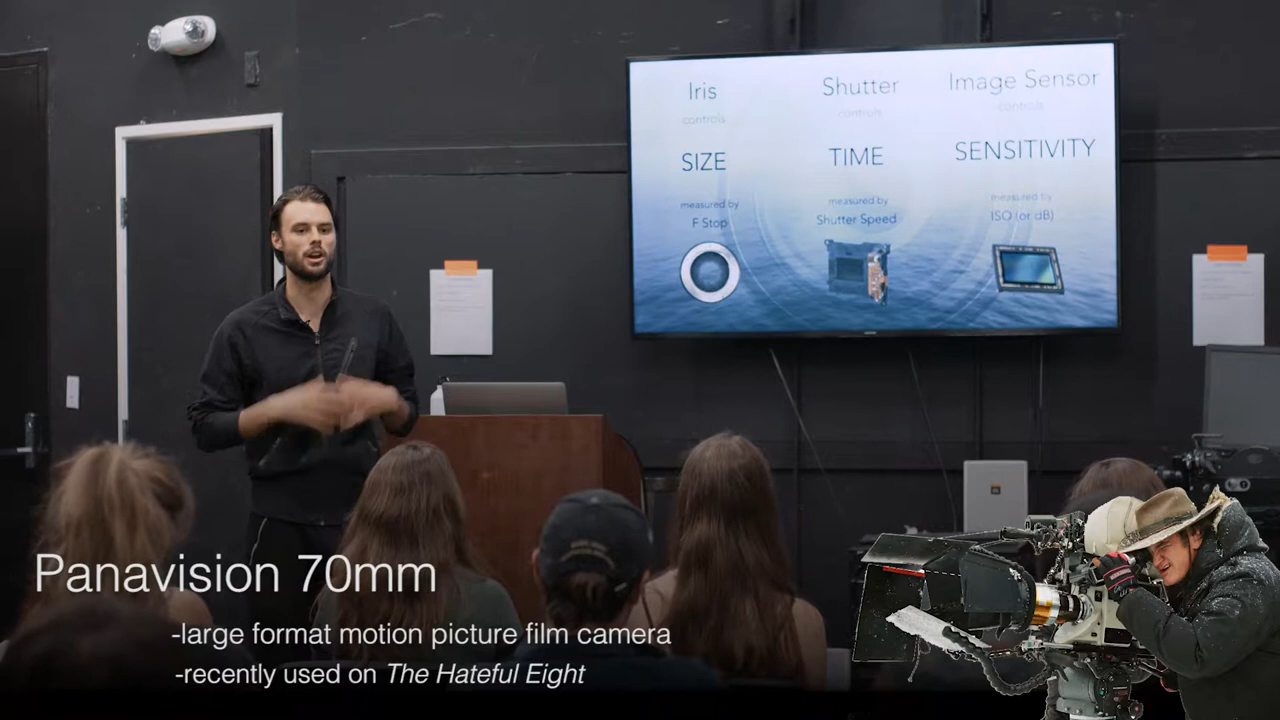 Iris
Shutter
Image Sensor
controls
controls
controls
SIZE
TIME
SENSITIVITY
measured by
measured by
measured by
F Stop
Shutter Speed
ISO (or dB)
Panavision 70mm
-large format motion picture film camera
-recently used on The Hateful Eight